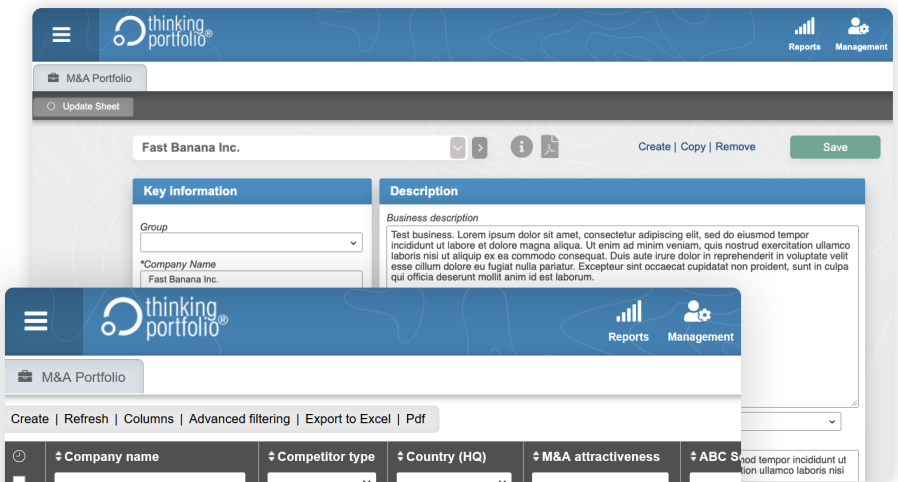 thinking
portfolio®
Reports
Management
M&A Portfolio
Update Sheet
Fast Banana Inc.
Create | Copy | Remove
Save
Key information
Description
Group
*Company Name
Fast Banana Inc.
Business description
Test business. Lorem ipsum dolor sit amet, consectetur adipiscing elit, sed do eiusmod tempor
incididunt ut labore et dolore magna aliqua. Ut enim ad minim veniam, quis nostrud exercitation ullamco
laboris nisi ut aliquip ex ea commodo consequat. Duis aute irure dolor in reprehenderit in voluptate velit
esse cillum dolore eu fugiat nulla pariatur. Excepteur sint occaecat cupidatat non proident, sunt in culpa
qui officia deserunt mollit anim id est laborum.
thinking
portfolio®
Reports
Management
M&A Portfolio
Create | Refresh | Columns | Advanced filtering | Export to Excel | Pdf
Company name
Competitor type
Country (HQ)
M&A attractiveness
ABC
tempor incididunt ut
ullamco laboris nisi